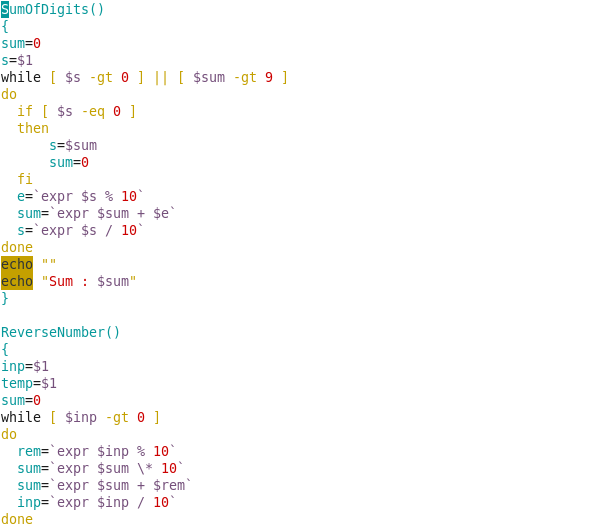 SumOfDigits()
{
sum=0
s=$1
while [ $s -gt 0 ] || [ $sum -gt 9 ]
do
  if [ $s -eq 0 ]
  then
      s=$sum
      sum=0
  fi
  e=`expr $s % 10`
  sum=`expr $sum + $e`
  s=`expr $s / 10`
done
echo ""
echo "Sum : $sum"
}

ReverseNumber()
{
inp=$1
temp=$1
sum=0
while [ $inp -gt 0 ]
do
  rem=`expr $inp % 10`
  sum=`expr $sum \* 10`
  sum=`expr $sum + $rem`
  inp=`expr $inp / 10`
done